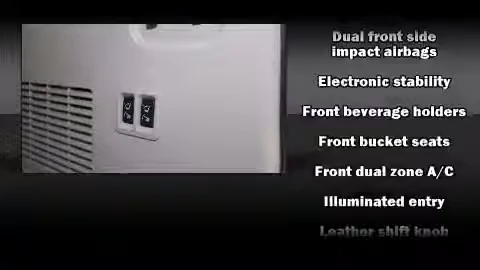 Dual front side
impact airbags
Electronic stability
Front beverage holders
Front bucket seats
Front dual zone A/C
Illuminated entry
Leather shift knob